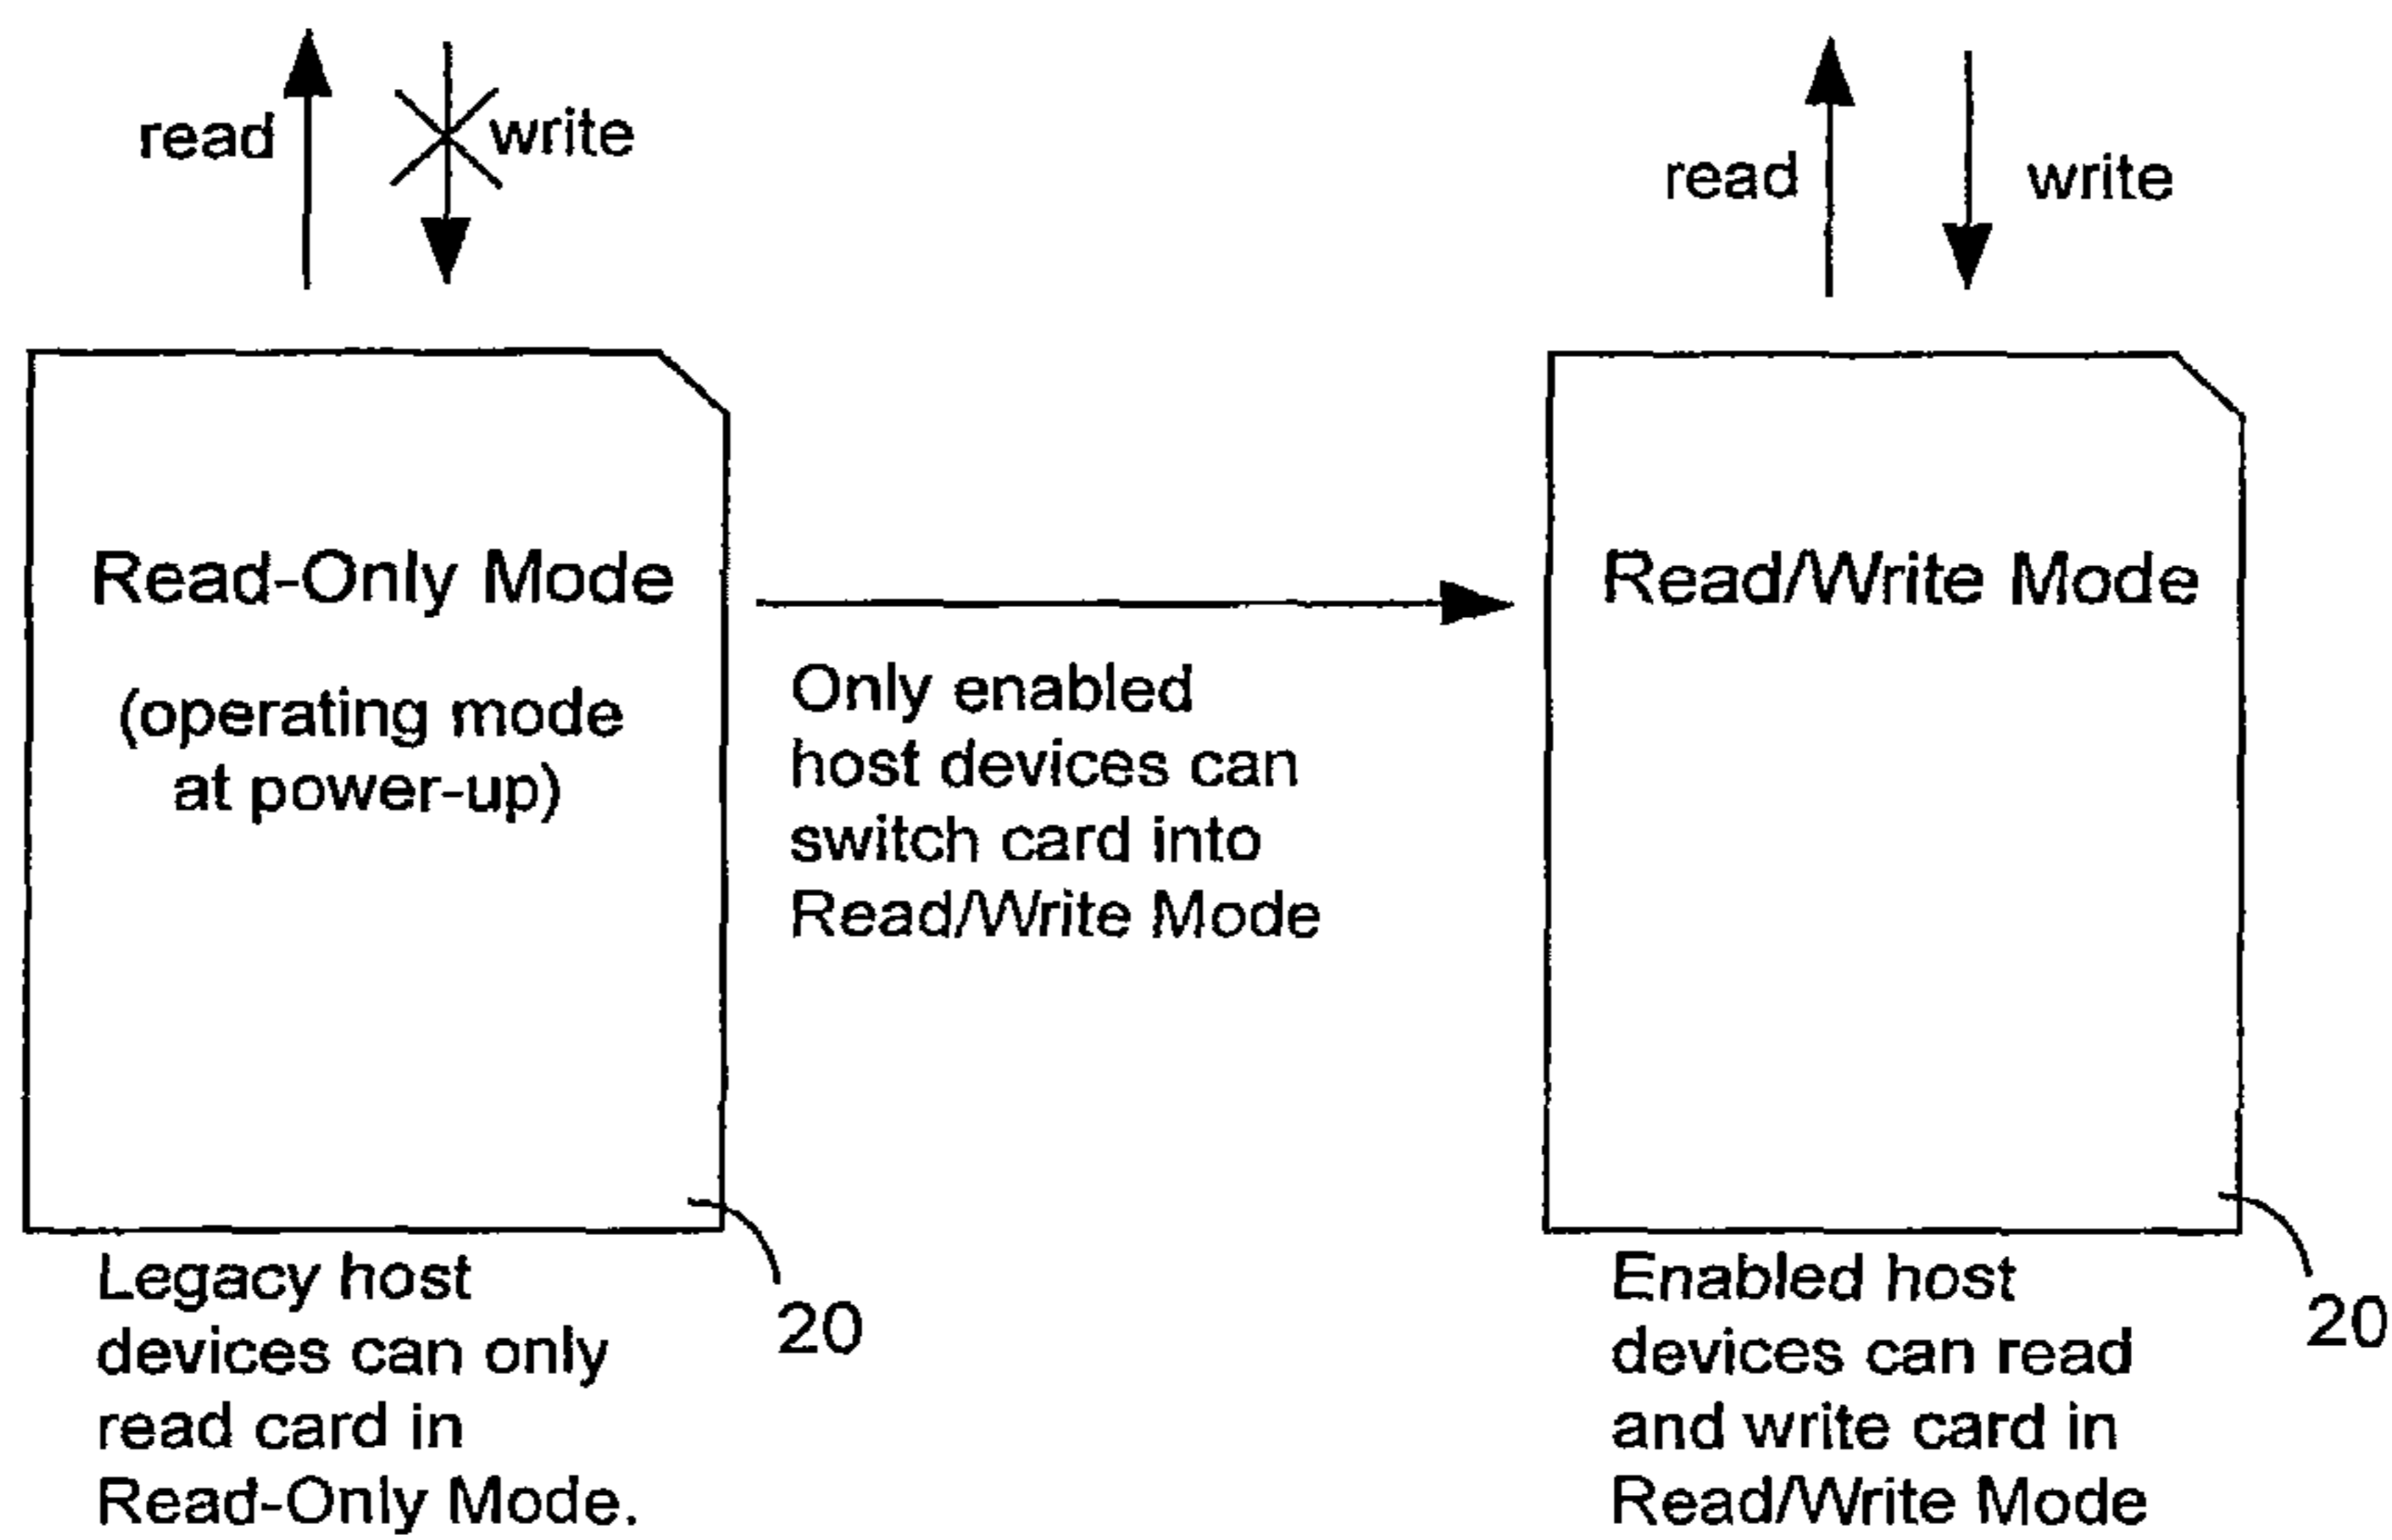 read
write
read
write
Read-Only Mode
(operating mode
at power-up)
Only enabled
host devices can
switch card into
Read/Write Mode
Read/Write Mode
20
20
Legacy host
devices can only
read card in
Read-Only Mode.
Enabled host
devices can read
and write card in
Read/Write Mode